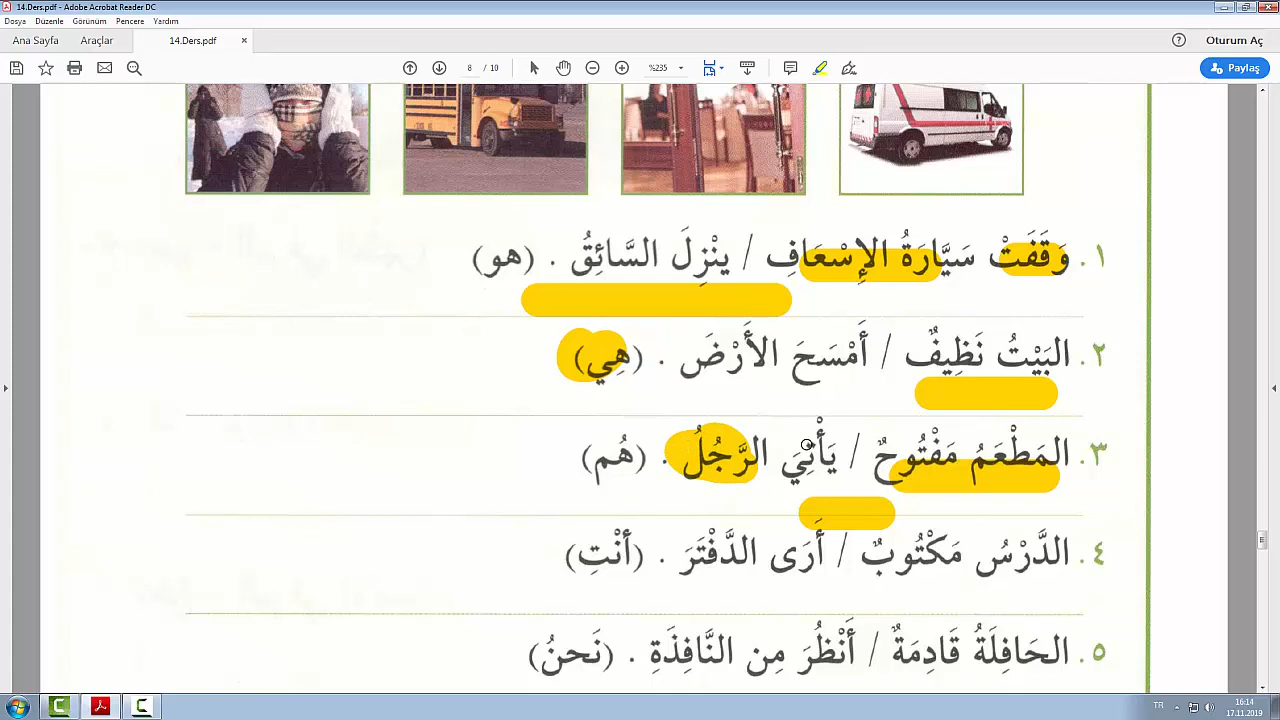 14.Ders.pdf - Adobe Acrobat Reader DC
Dosya Düzenle Görünüm Pencere Yardım
Ana Sayfa Araçlar 14.Ders.pdf × Oturum Aç
8 / 10 %235 Paylaş
١. وَقَفَتْ سَيَّارَةُ الإِسْعَافِ / ينْزِلَ السَّائِقُ . (هو)
٢. البَيْتُ نَظِيفٌ / أَمْسَحَ الأَرْضَ . (هِي)
٣. المَطْعَمُ مَفْتُوحٌ / يَأْتِيَ الرَّجُلُ . (هُم)
٤. الدَّرْسُ مَكْتُوبٌ / أَرَى الدَّفْتَرَ . (أنْتِ)
٥. الحَافِلَةُ قَادِمَةٌ / أَنْظُرَ مِن النَّافِذَةِ . (نَحنُ)
TR 16:14
17.11.2019